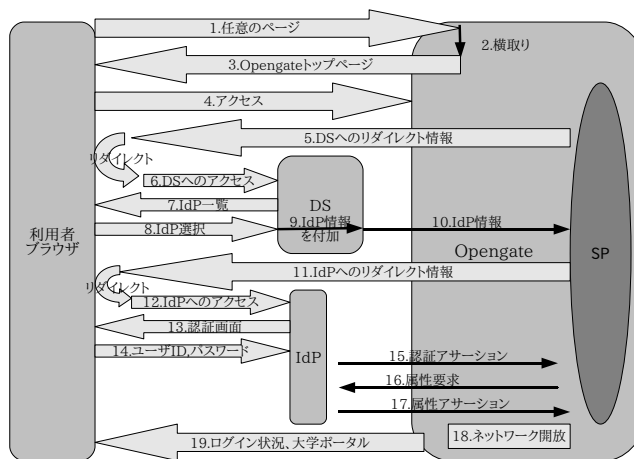 1.任意のページ
2.横取り
3.Opengateトップページ
4.アクセス
5.DSへのリダイレクト情報
リダイレクト
6.DSへのアクセス
DS
7.IdP一覧
8.IdP選択
9.IdP情報
を付加
10.IdP情報
利用者
ブラウザ
Opengate
SP
11.IdPへのリダイレクト情報
リダイレクト
12.IdPへのアクセス
13.認証画面
14.ユーザID,パスワード
IdP
15.認証アサーション
16.属性要求
17.属性アサーション
18.ネットワーク開放
19.ログイン状況、大学ポータル